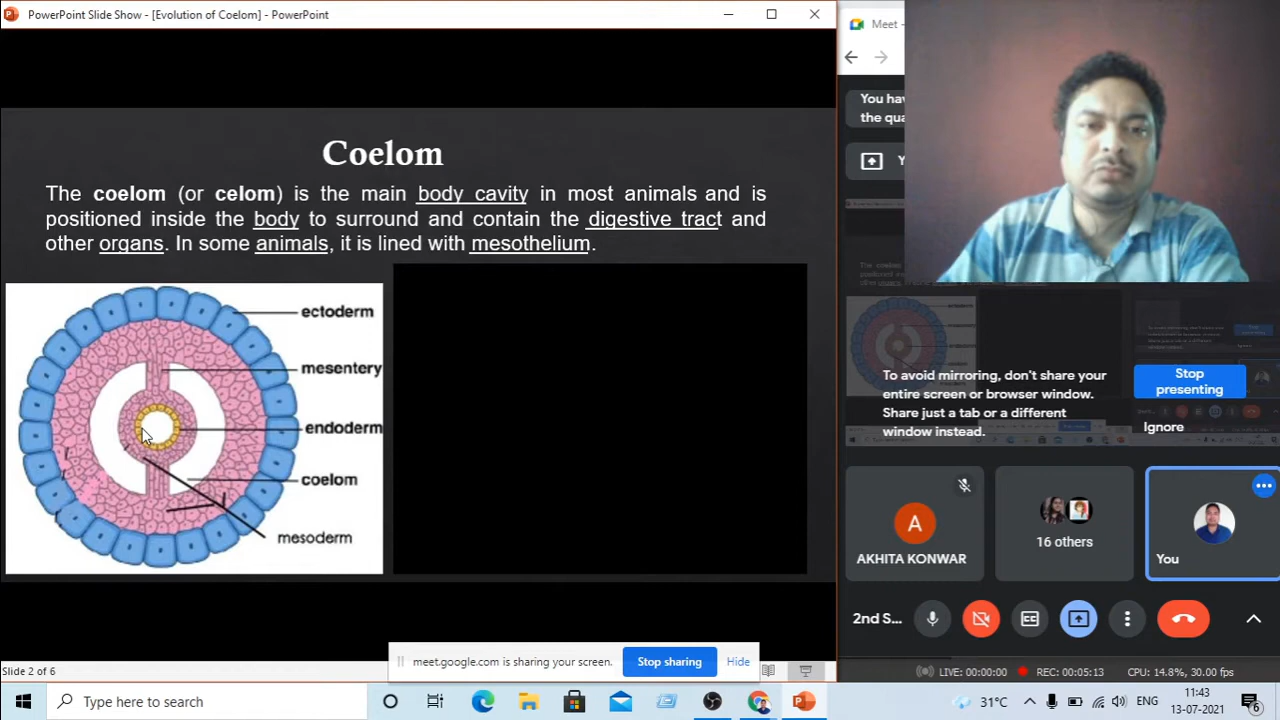 PowerPoint Slide Show - [Evolution of Coelom] - PowerPoint
Coelom
The coelom (or celom) is the main body cavity in most animals and is
positioned inside the body to surround and contain the digestive tract and
other organs. In some animals, it is lined with mesothelium.
ectoderm
mesentery
endoderm
coelom
mesoderm
Slide 2 of 6
meet.google.com is sharing your screen.
Stop sharing
Hide
Meet -
You hav
the qua
Y
To avoid mirroring, don't share your
entire screen or browser window.
Share just a tab or a different
window instead.
Stop
presenting
Ignore
A
AKHITA KONWAR
16 others
You
2nd S...
LIVE: 00:00:00
REC: 00:05:13
CPU: 14.8%, 30.00 fps
Type here to search
31°C
ENG
11:43
13-07-2021
6